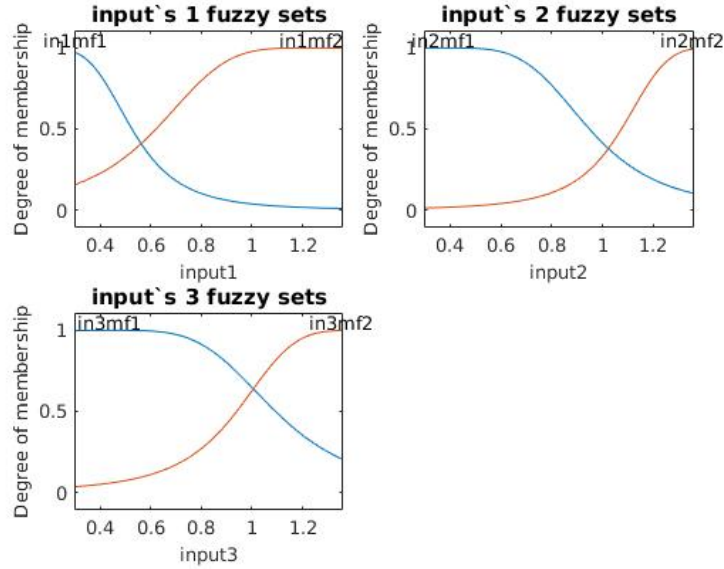 input`s 1 fuzzy sets
in1mf1
in1mf2
1
0.5
0
Degree of membership
0.4 0.6 0.8 1 1.2
input1
input`s 2 fuzzy sets
in2mf1
in2mf2
1
0.5
0
Degree of membership
0.4 0.6 0.8 1 1.2
input2
input`s 3 fuzzy sets
in3mf1
in3mf2
1
0.5
0
Degree of membership
0.4 0.6 0.8 1 1.2
input3